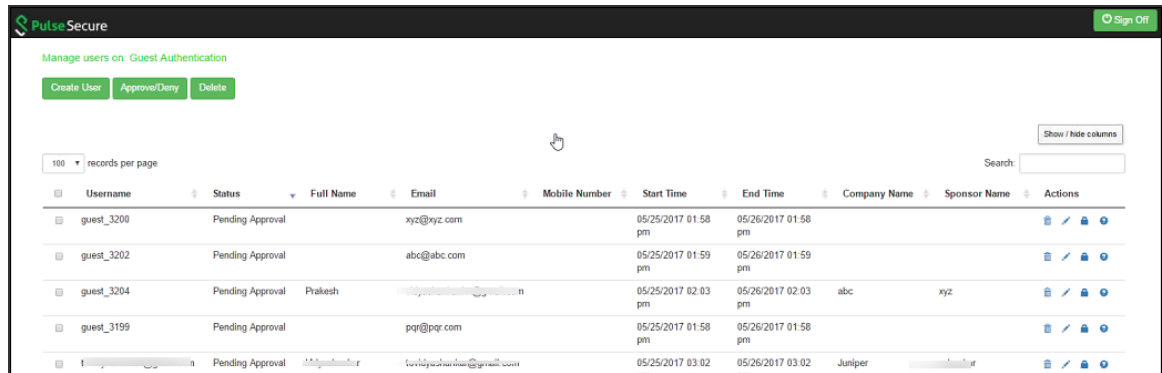 Pulse Secure
Sign Off
Manage users on: Guest Authentication
Create User Approve/Deny Delete
Show / hide columns
100 records per page
Search:
Username Status Full Name Email Mobile Number Start Time End Time Company Name Sponsor Name Actions
guest_3200 Pending Approval xyz@xyz.com 05/25/2017 01:58 05/26/2017 01:58
pm pm
guest_3202 Pending Approval abc@abc.com 05/25/2017 01:59 05/26/2017 01:59
pm pm
guest_3204 Pending Approval Prakesh 05/25/2017 02:03 05/26/2017 02:03 abc xyz
pm pm
guest_3199 Pending Approval pqr@pqr.com 05/25/2017 01:58 05/26/2017 01:58
pm pm
Pending Approval 05/25/2017 03:02 05/26/2017 03:02 Juniper